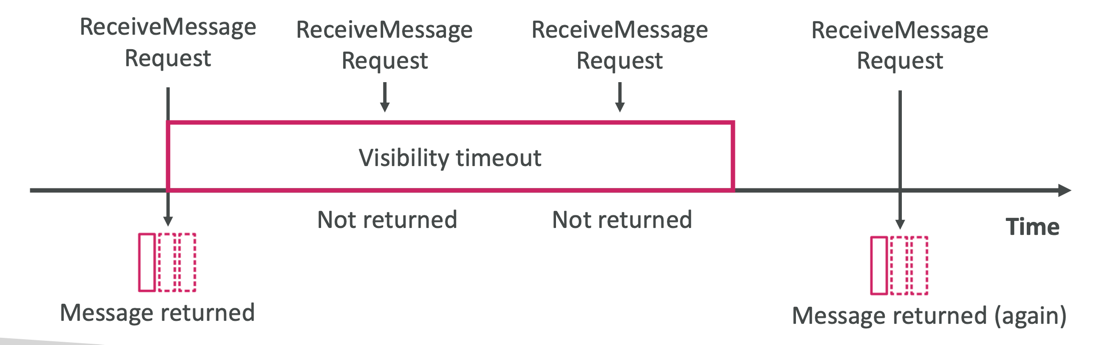 ReceiveMessage
Request
ReceiveMessage
Request
ReceiveMessage
Request
ReceiveMessage
Request
Visibility timeout
Not returned
Not returned
Time
Message returned
Message returned (again)